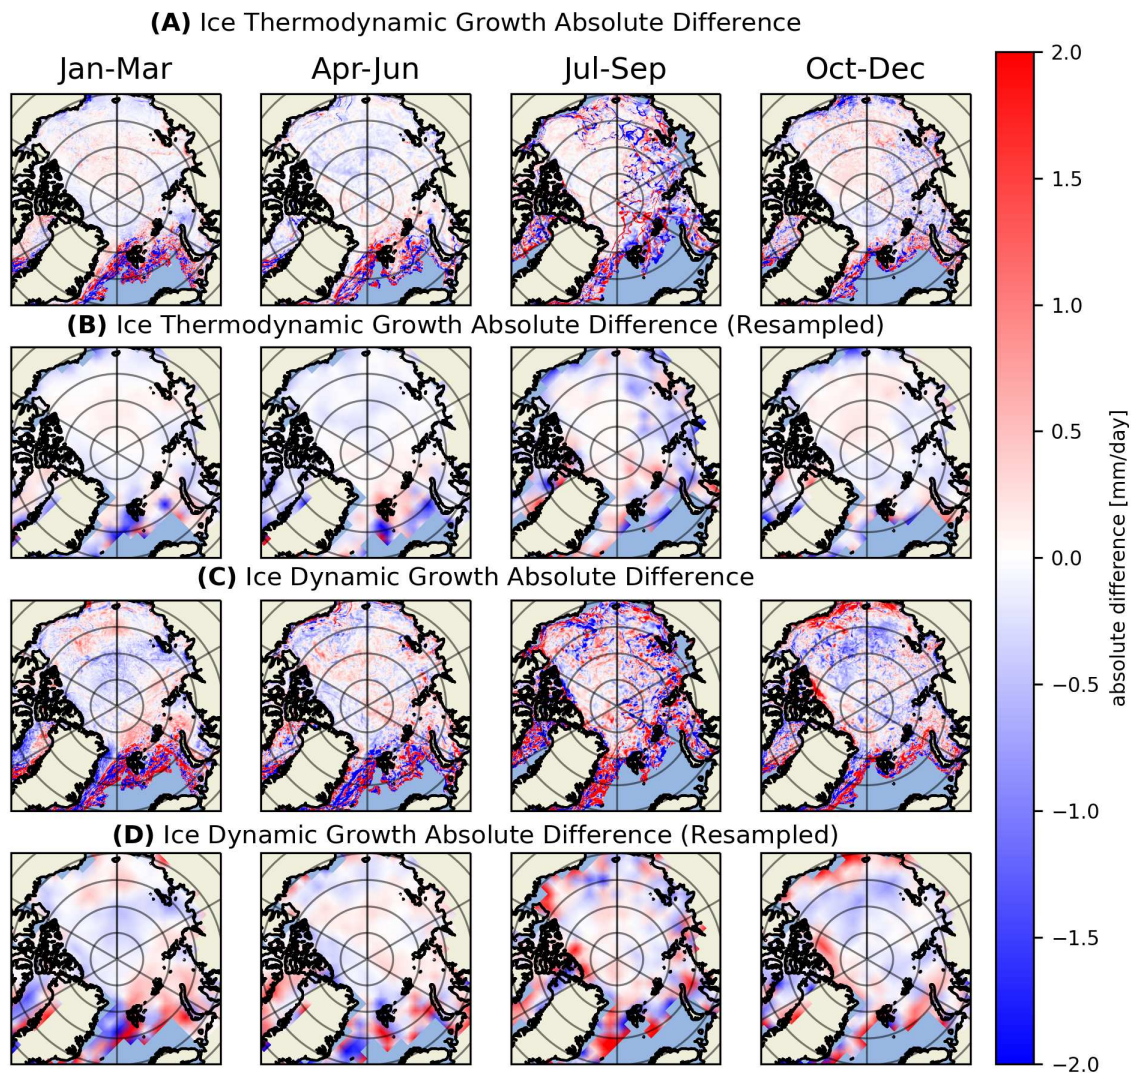 (A) Ice Thermodynamic Growth Absolute Difference
Jan-Mar Apr-Jun Jul-Sep Oct-Dec
(B) Ice Thermodynamic Growth Absolute Difference (Resampled)
(C) Ice Dynamic Growth Absolute Difference
(D) Ice Dynamic Growth Absolute Difference (Resampled)
2.0
1.5
1.0
0.5
0.0
−0.5
−1.0
−1.5
−2.0
absolute difference [mm/day]